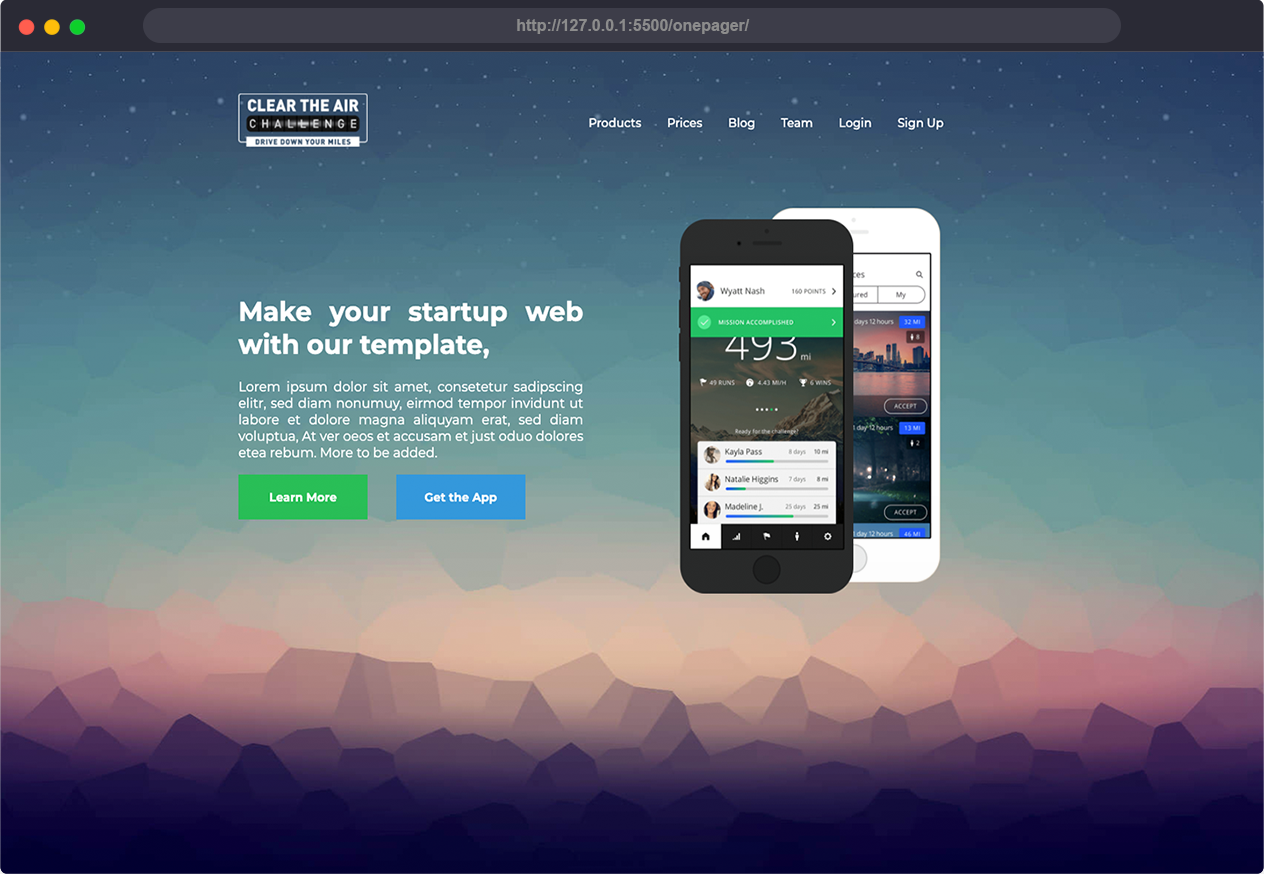 http://127.0.0.1:5500/onepager/
CLEAR THE AIR
CHALLENGE
DRIVE DOWN YOUR MILES
Products Prices Blog Team Login Sign Up
Make your startup web
with our template,
Lorem ipsum dolor sit amet, consetetur sadipscing
elitr, sed diam nonumuy, eirmod tempor invidunt ut
labore et dolore magna aliquyam erat, sed diam
voluptua, At ver oeos et accusam et just oduo dolores
etea rebum. More to be added.
Learn More Get the App
Wyatt Nash 160 POINTS
MISSION ACCOMPLISHED
493 mi
49 RUNS 4.43 MI/H 6 WINS
Ready for the challenge?
Kayla Pass 8 days 10 mi
Natalie Higgins 7 days 8 mi
Madeline J. 25 days 25 mi
ces
ured My
days 12 hours 32 MI
8
ACCEPT
day 12 hours 13 MI
2
ACCEPT
day 12 hours 46 MI